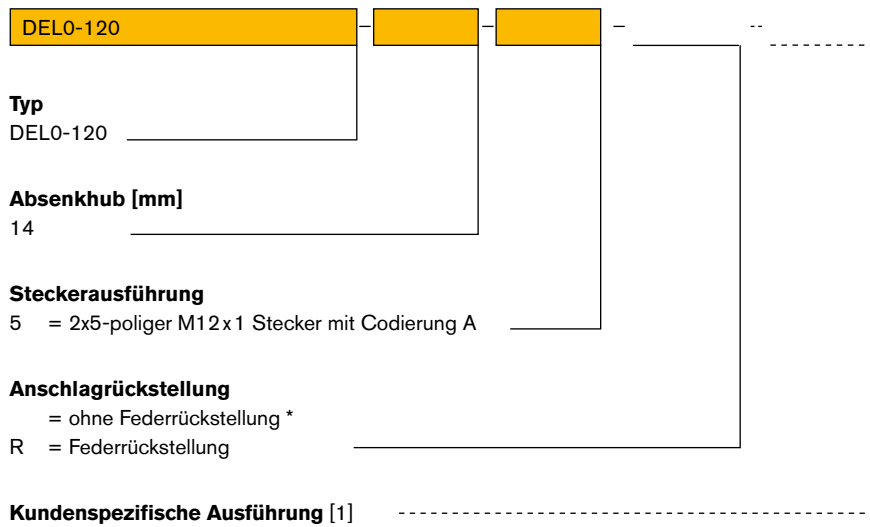 DEL0-120 – – – --
Typ
DEL0-120
Absenkhub [mm]
14
Steckerausführung
5 = 2x5-poliger M12x1 Stecker mit Codierung A
Anschlagrückstellung
= ohne Federrückstellung *
R = Federrückstellung
Kundenspezifische Ausführung [1]